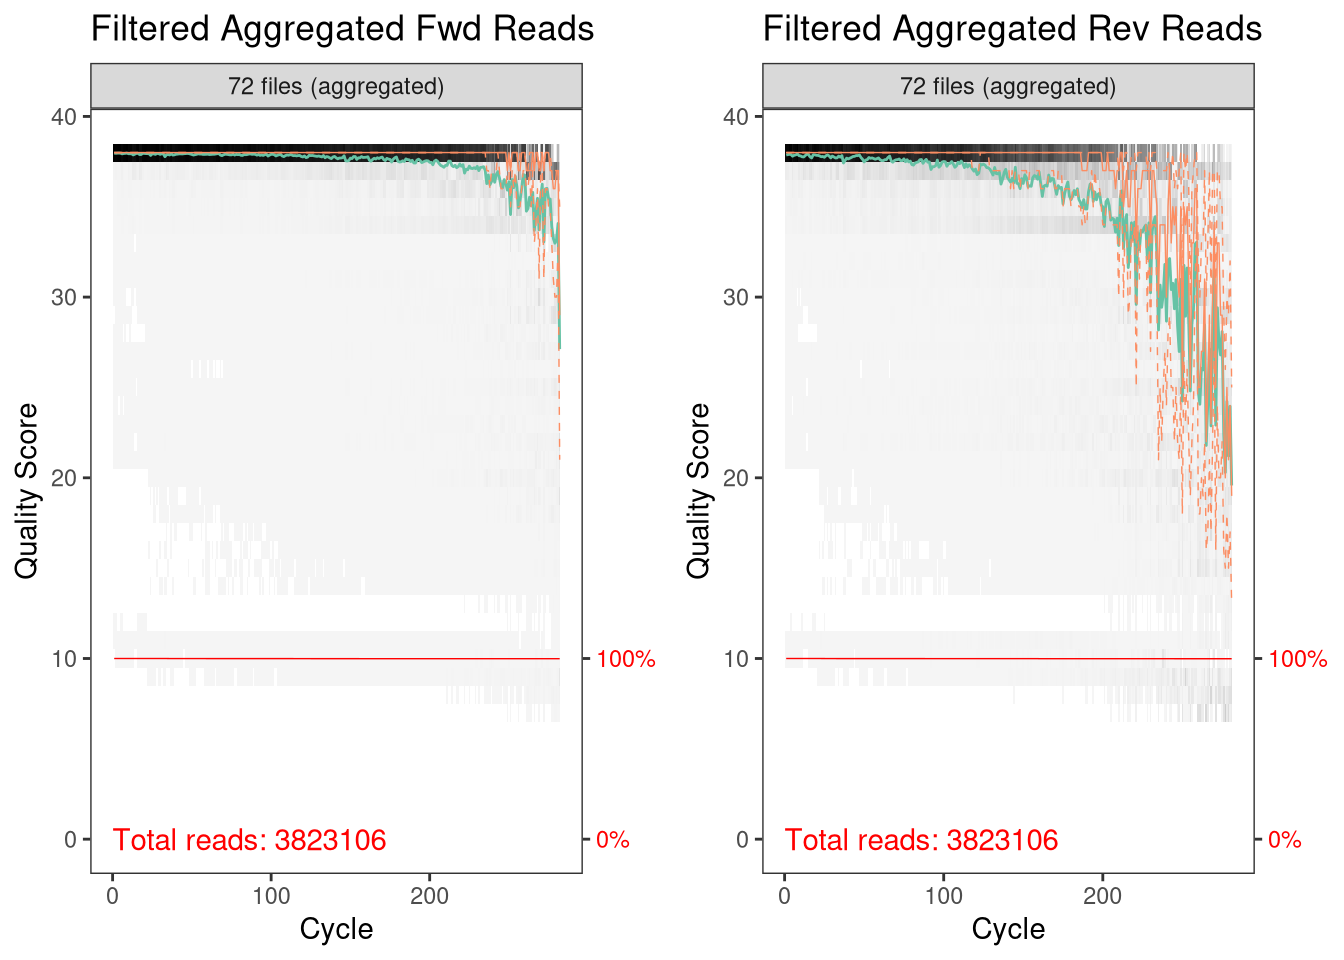 Filtered Aggregated Fwd Reads
72 files (aggregated)
40
30
20
10
0
Quality Score
100%
0%
Total reads: 3823106
0 100 200
Cycle
Filtered Aggregated Rev Reads
72 files (aggregated)
40
30
20
10
0
Quality Score
100%
0%
Total reads: 3823106
0 100 200
Cycle